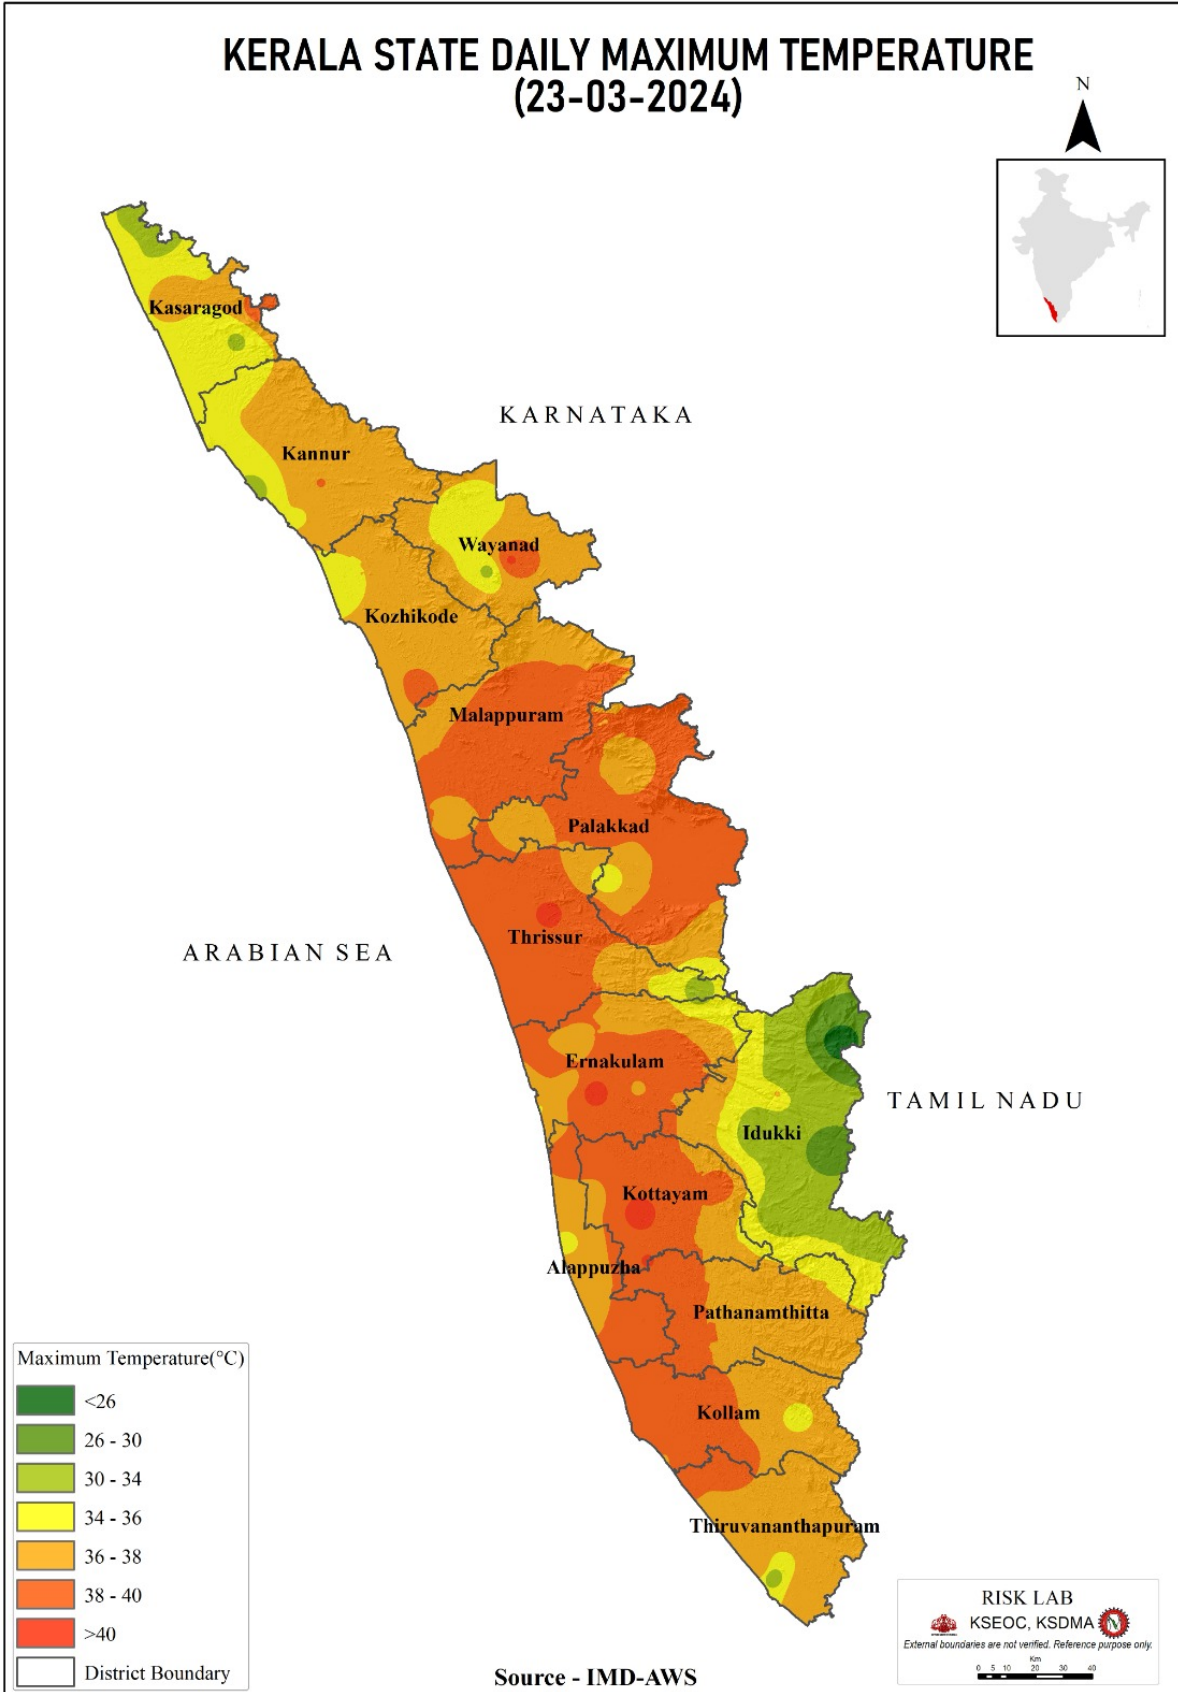 KERALA STATE DAILY MAXIMUM TEMPERATURE
(23-03-2024)
N
Kasaragod
KARNATAKA
Kannur
Wayanad
Kozhikode
Malappuram
Palakkad
Thrissur
ARABIAN SEA
Ernakulam
TAMIL NADU
Idukki
Kottayam
Alappuzha
Pathanamthitta
Kollam
Thiruvananthapuram
Maximum Temperature(°C)
<26
26 - 30
30 - 34
34 - 36
36 - 38
38 - 40
>40
District Boundary
Source - IMD-AWS
RISK LAB
KSEOC, KSDMA
External boundaries are not verified. Reference purpose only.
Km
0 5 10 20 30 40